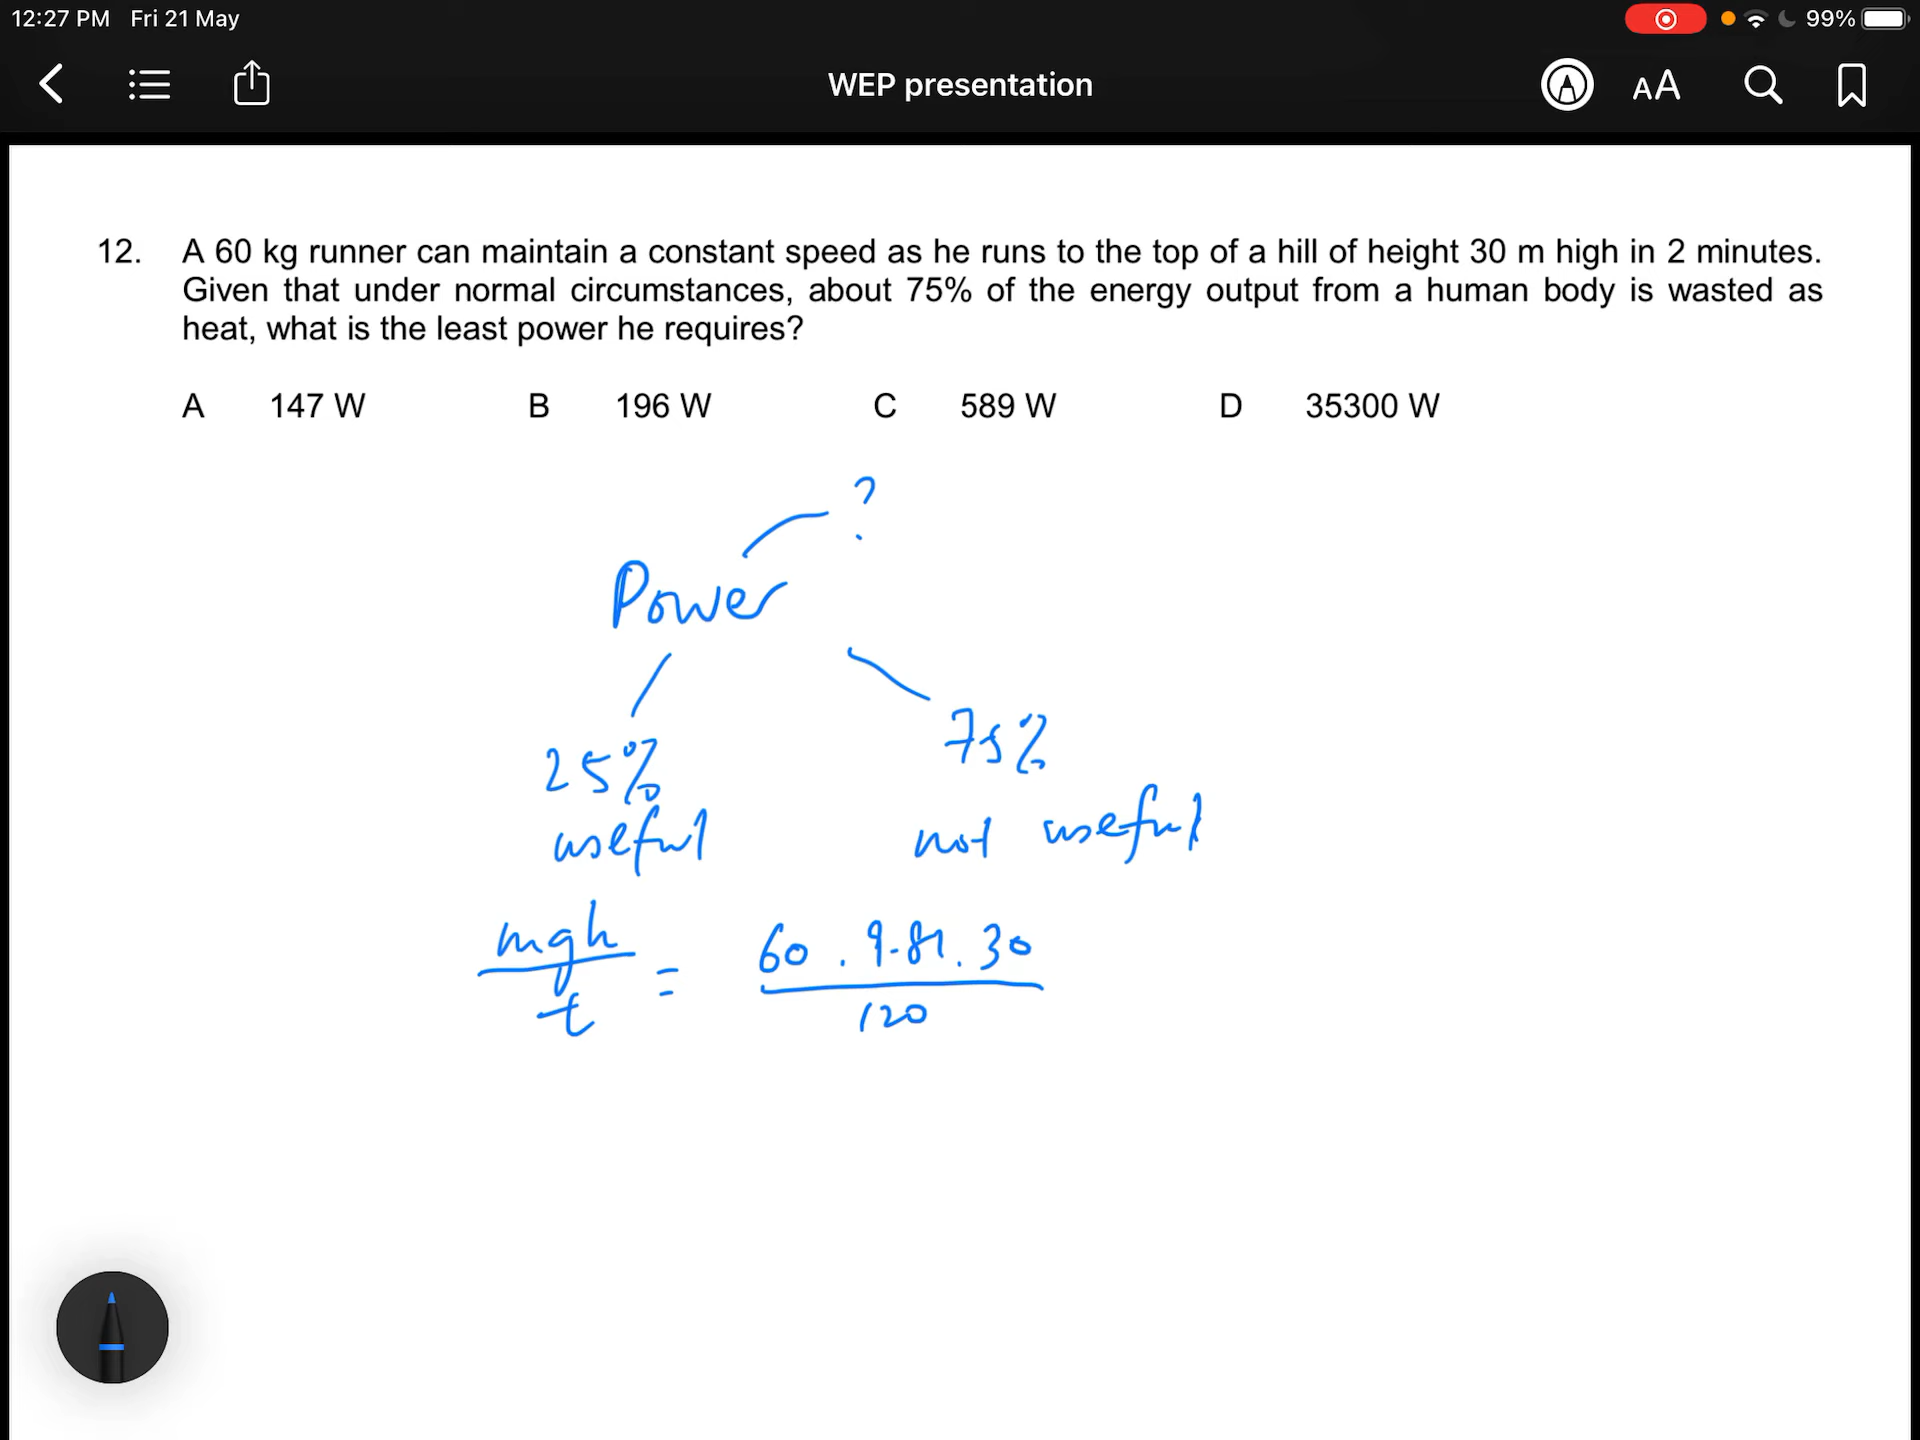 12:27 PM Fri 21 May 99%
WEP presentation
AA
12. A 60 kg runner can maintain a constant speed as he runs to the top of a hill of height 30 m high in 2 minutes.
Given that under normal circumstances, about 75% of the energy output from a human body is wasted as
heat, what is the least power he requires?
A 147 W B 196 W C 589 W D 35300 W
?
Power
25% 75%
useful not useful
mgh/t = 60 . 9.81 . 30/120